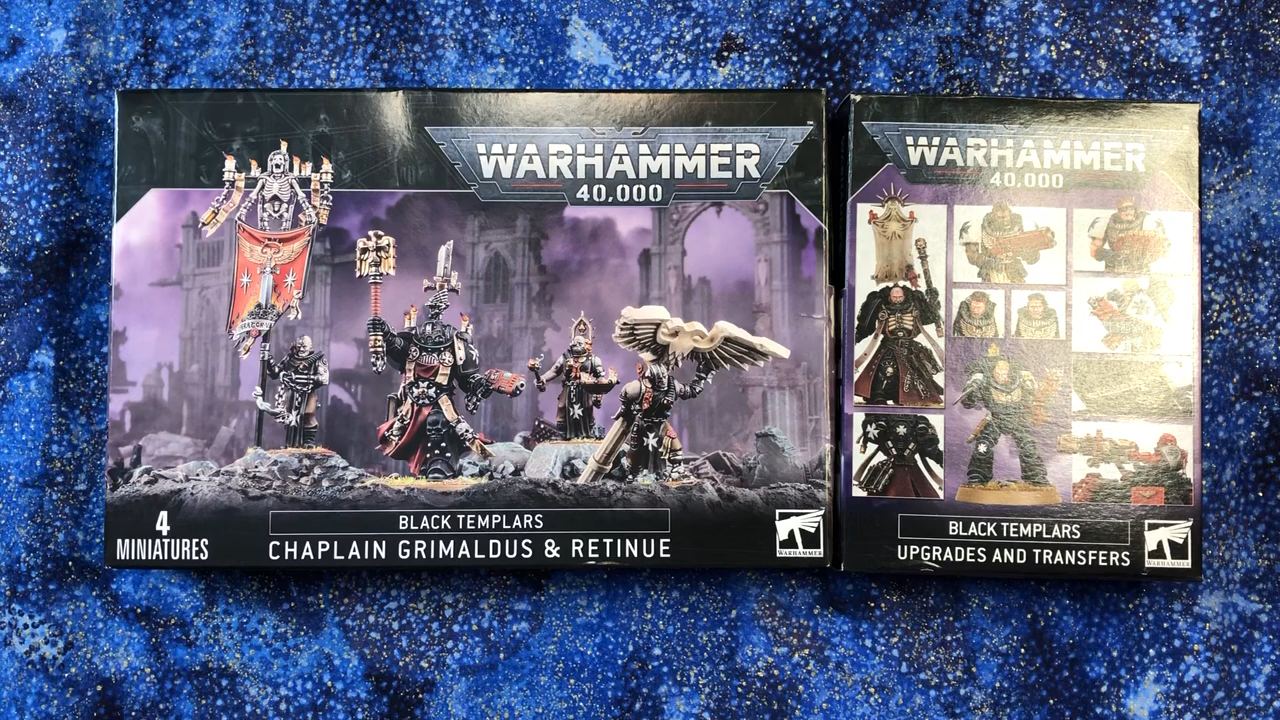 WARHAMMER
40,000
4
MINIATURES
BLACK TEMPLARS
CHAPLAIN GRIMALDUS & RETINUE
WARHAMMER
WARHAMMER
40,000
BLACK TEMPLARS
UPGRADES AND TRANSFERS
WARHAMMER